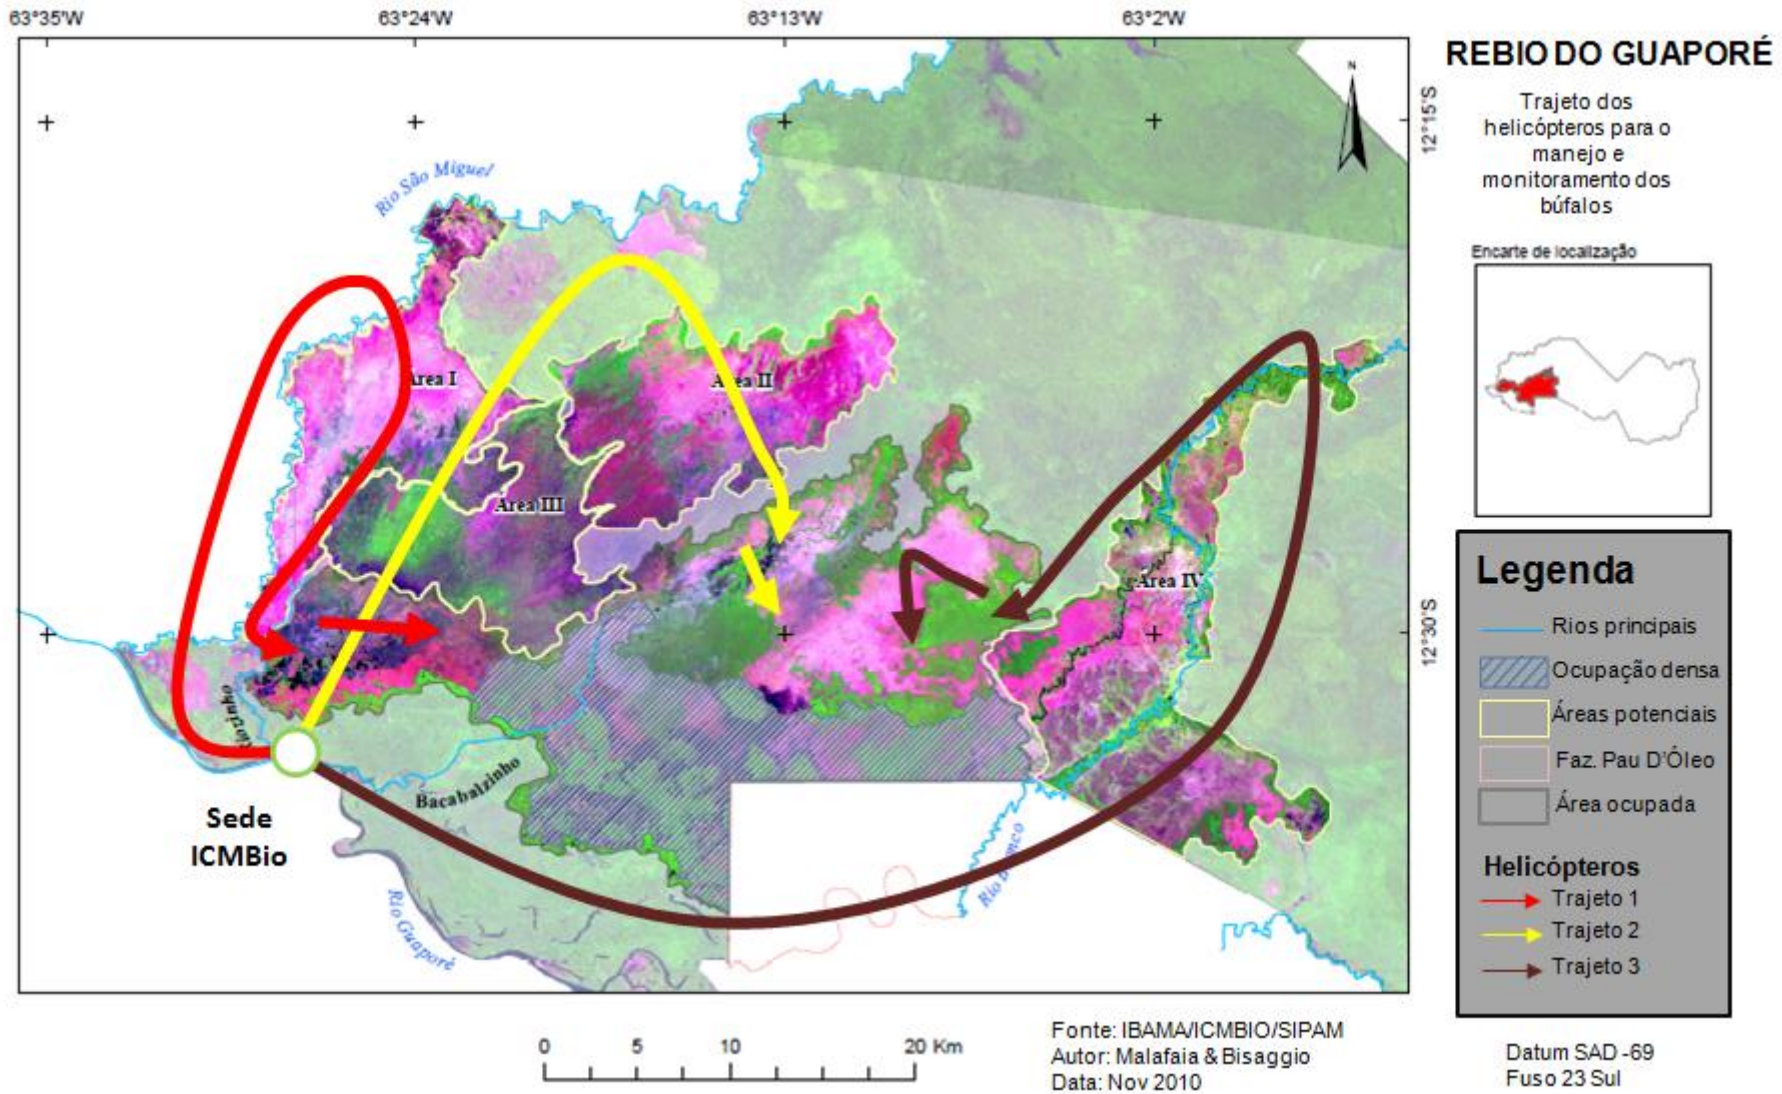 63°35'W
63°24'W
63°13'W
63°2'W
REBIO DO GUAPORÉ
N
Trajeto dos
helicópteros para o
manejo e
monitoramento dos
búfalos
12°15'S
Rio São Miguel
Encarte de localização
Área I
Área II
Área III
Área IV
12°30'S
Legenda
Rios principais
Ocupação densa
Áreas potenciais
Faz. Pau D'Óleo
Área ocupada
Helicópteros
Trajeto 1
Trajeto 2
Trajeto 3
Riozinho
Bacabalzinho
Sede
ICMBio
Rio Branco
Rio Guaporé
0 5 10 20 Km
Fonte: IBAMA/ICMBIO/SIPAM
Autor: Malafaia & Bisaggio
Data: Nov 2010
Datum SAD -69
Fuso 23 Sul